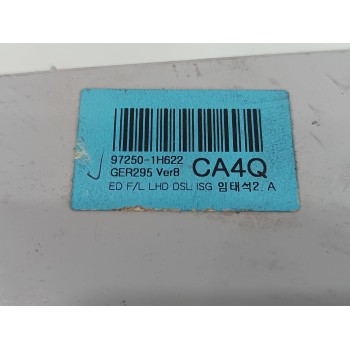 97250-1H622
GER295 Ver8 CA4Q
ED F/L LHD DSL ISG 임태석2. A